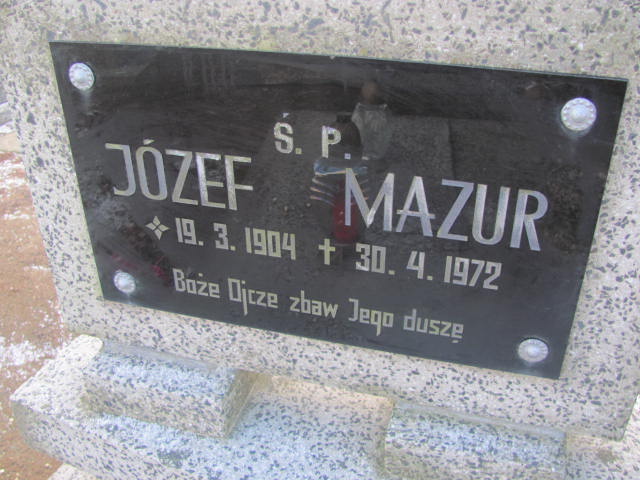 Ś. P.
JÓZEF MAZUR
19. 3. 1904 † 30. 4. 1972
Boże Ojcze zbaw Jego duszę